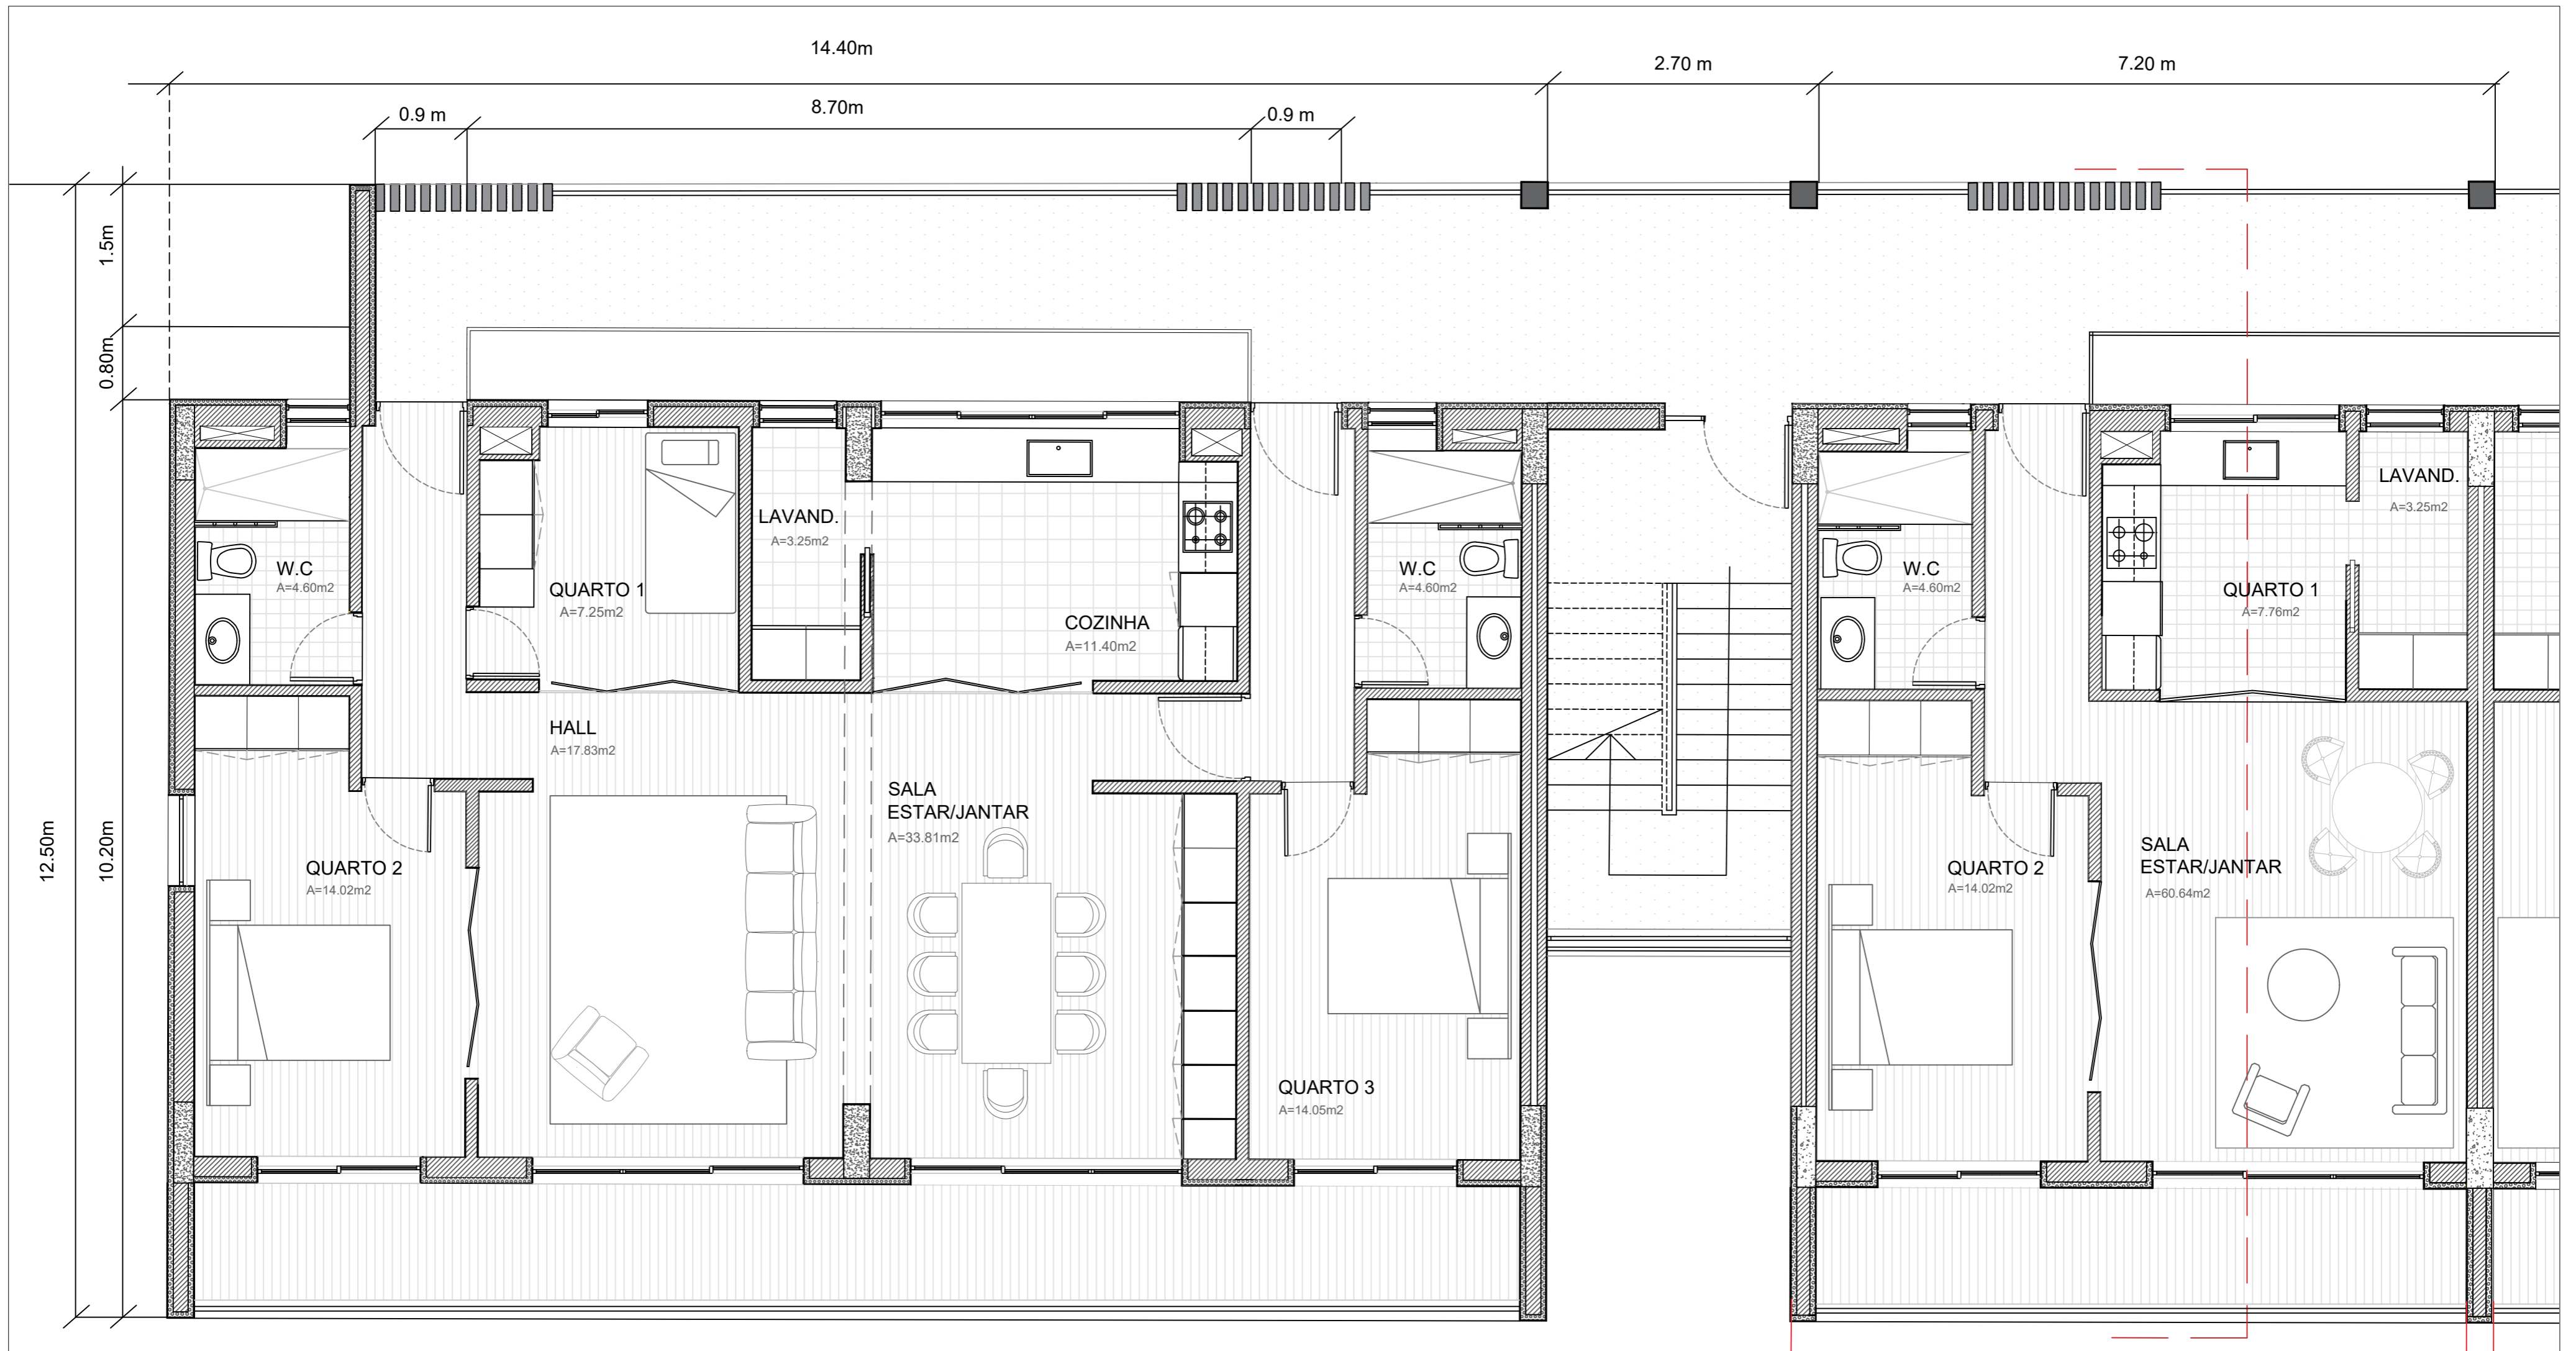 14.40m
2.70 m
7.20 m
0.9 m
8.70m
0.9 m
1.5m
0.80m
12.50m
10.20m
W.C
A=4.60m2
QUARTO 1
A=7.25m2
LAVAND.
A=3.25m2
COZINHA
A=11.40m2
HALL
A=17.83m2
SALA
ESTAR/JANTAR
A=33.81m2
QUARTO 2
A=14.02m2
QUARTO 3
A=14.05m2
W.C
A=4.60m2
W.C
A=4.60m2
QUARTO 1
A=7.76m2
LAVAND.
A=3.25m2
QUARTO 2
A=14.02m2
SALA
ESTAR/JANTAR
A=60.64m2